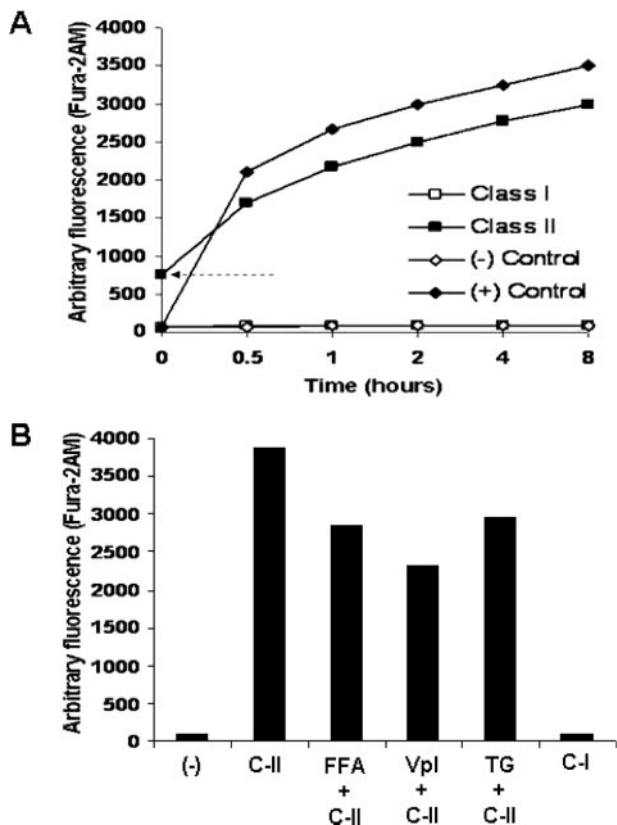 A
Arbitrary fluorescence (Fura-2AM)
4000
3500
3000
2500
2000
1500
1000
500
0
Class I
Class II
(-) Control
(+) Control
0 0.5 1 2 4 8
Time (hours)
B
Arbitrary fluorescence (Fura-2AM)
4000
3500
3000
2500
2000
1500
1000
500
0
(-) C-II FFA VpI TG C-I
+ + +
C-II C-II C-II